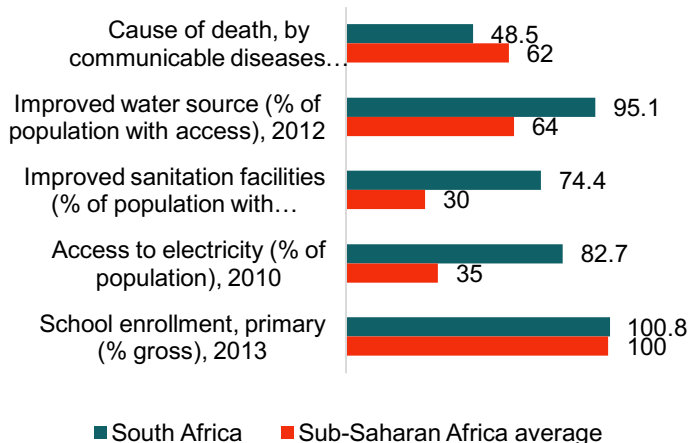 Cause of death, by
communicable diseases…
48.5
62
Improved water source (% of
population with access), 2012
95.1
64
Improved sanitation facilities
(% of population with…
74.4
30
Access to electricity (% of
population), 2010
82.7
35
School enrollment, primary
(% gross), 2013
100.8
100
South Africa
Sub-Saharan Africa average